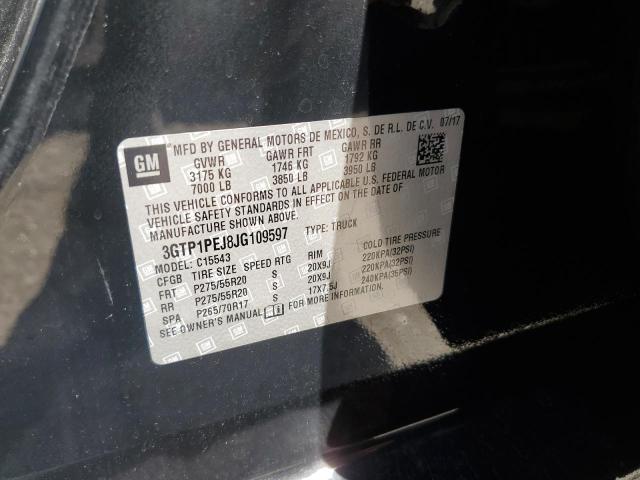 GM
MFD BY GENERAL MOTORS DE MEXICO, S. DE R.L. DE C.V. 07/17
GVWR GAWR FRT GAWR RR
3175 KG 1746 KG 1792 KG
7000 LB 3850 LB 3950 LB
THIS VEHICLE CONFORMS TO ALL APPLICABLE U.S. FEDERAL MOTOR
VEHICLE SAFETY STANDARDS IN EFFECT ON THE DATE OF
MANUFACTURE SHOWN ABOVE.
3GTP1PEJ8JG109597 TYPE: TRUCK
MODEL: C15543
CFGB TIRE SIZE SPEED RTG RIM COLD TIRE PRESSURE
FRT P275/55R20 S 20X9J 220KPA(32PSI)
RR P275/55R20 S 20X9J 220KPA(32PSI)
SPA P265/70R17 S 17X7.5J 240KPA(35PSI)
SEE OWNER'S MANUAL FOR MORE INFORMATION.